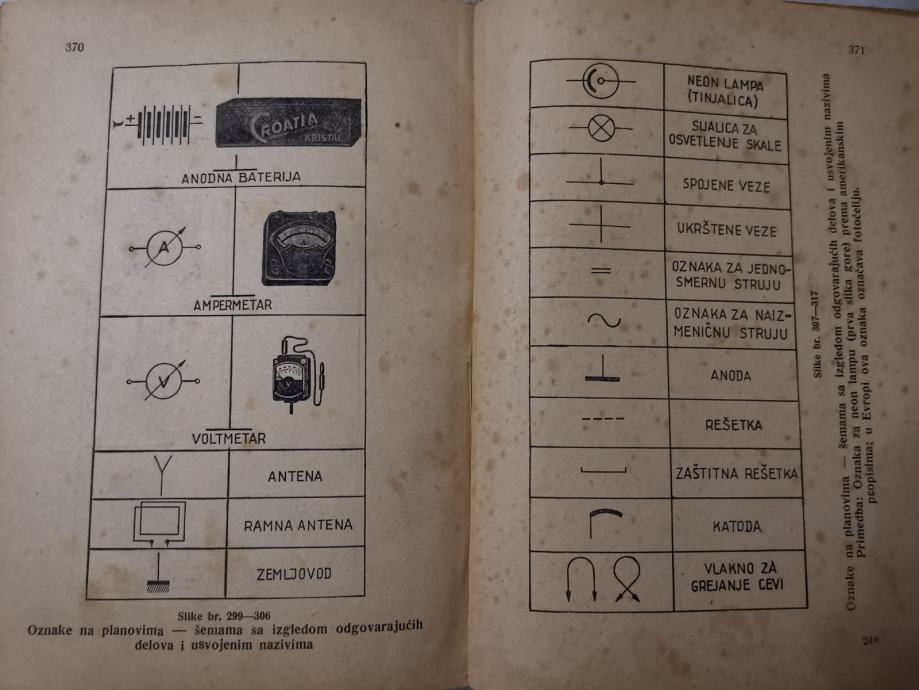 370
+ −
CROATIA
KRISTAL
ANODNA BATERIJA
A
AMPERMETAR
V
V
VOLTMETAR
ANTENA
RAMNA ANTENA
ZEMLJOVOD
Slike br. 299—306
Oznake na planovima — šemama sa izgledom odgovarajućih
delova i usvojenim nazivima
371
NEON LAMPA
(TINJALICA)
SIJALICA ZA
OSVETLENJE SKALE
SPOJENE VEZE
UKRŠTENE VEZE
OZNAKA ZA JEDNO-
SMERNU STRUJU
OZNAKA ZA NAIZ-
MENIČNU STRUJU
ANODA
REŠETKA
ZAŠTITNA REŠETKA
KATODA
VLAKNO ZA
GREJANJE CEVI
Slike br. 307—317
Oznake na planovima — šemama sa izgledom odgovarajućih delova i usvojenim nazivima
Primedba: Oznaka za neon lampu (prva slika gore) prema amerikanskim
propisima; u Evropi ova oznaka označava fotoćeliju.
24*